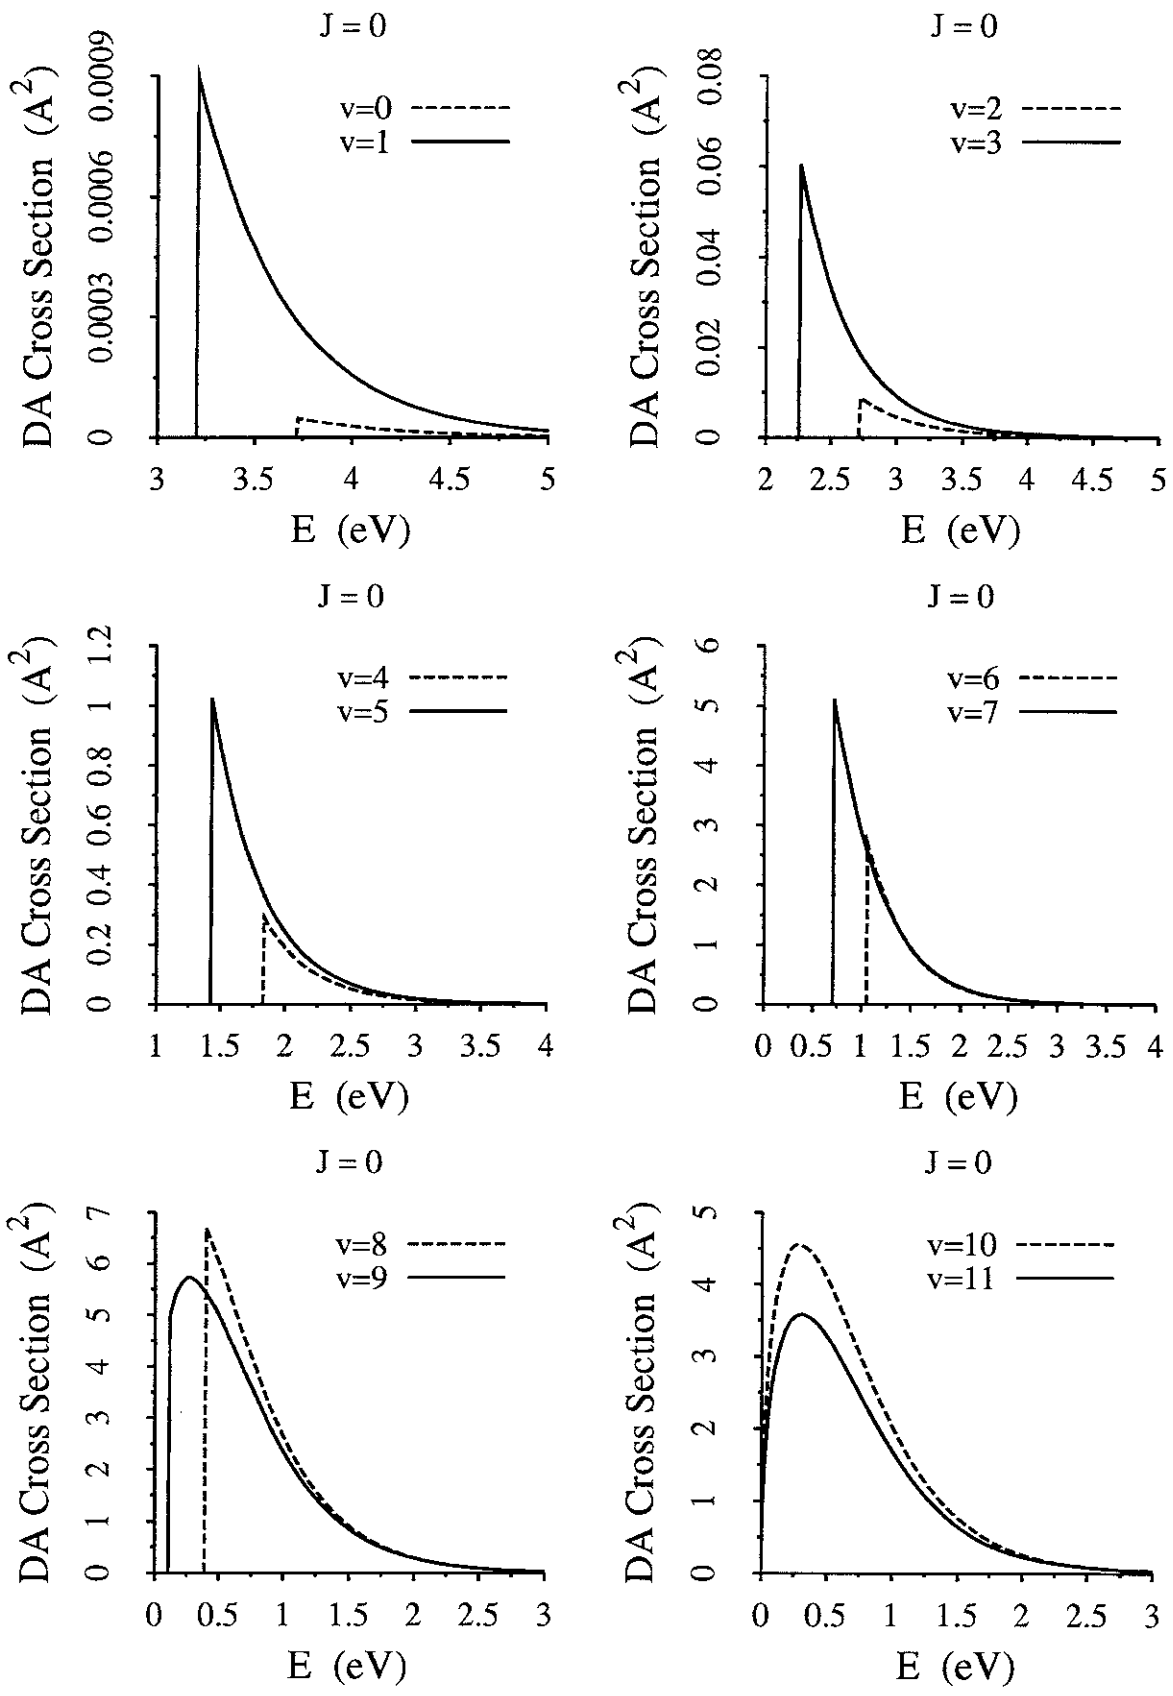 J = 0
DA Cross Section (A²)
0.0009
0.0006
0.0003
0
v=0
v=1
3 3.5 4 4.5 5
E (eV)
J = 0
DA Cross Section (A²)
0.08
0.06
0.04
0.02
0
v=2
v=3
2 2.5 3 3.5 4 4.5 5
E (eV)
J = 0
DA Cross Section (A²)
1.2
1
0.8
0.6
0.4
0.2
0
v=4
v=5
1 1.5 2 2.5 3 3.5 4
E (eV)
J = 0
DA Cross Section (A²)
6
5
4
3
2
1
0
v=6
v=7
0 0.5 1 1.5 2 2.5 3 3.5 4
E (eV)
J = 0
DA Cross Section (A²)
7
6
5
4
3
2
1
0
v=8
v=9
0 0.5 1 1.5 2 2.5 3
E (eV)
J = 0
DA Cross Section (A²)
5
4
3
2
1
0
v=10
v=11
0 0.5 1 1.5 2 2.5 3
E (eV)